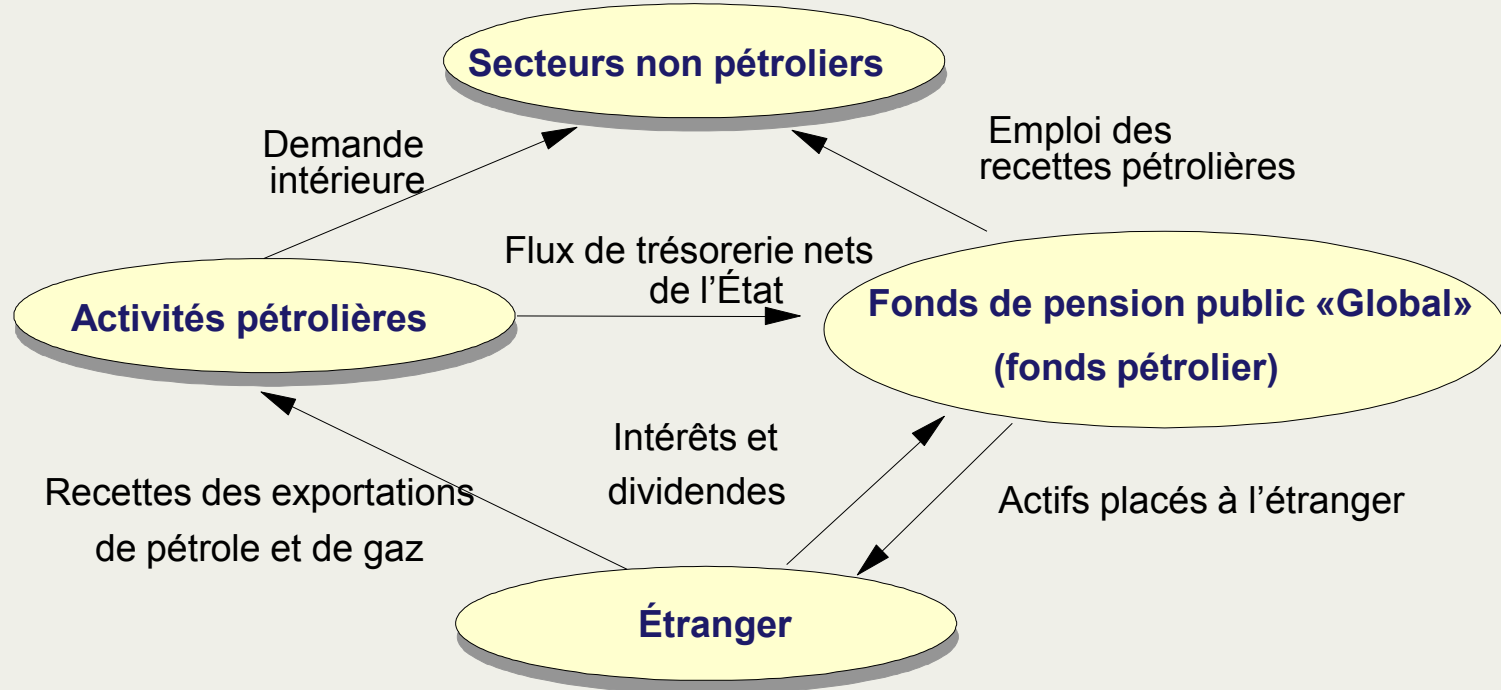 Secteurs non pétroliers
Demande
intérieure
Emploi des
recettes pétrolières
Flux de trésorerie nets
de l’État
Activités pétrolières
Fonds de pension public «Global»
(fonds pétrolier)
Intérêts et
dividendes
Recettes des exportations
de pétrole et de gaz
Actifs placés à l’étranger
Étranger